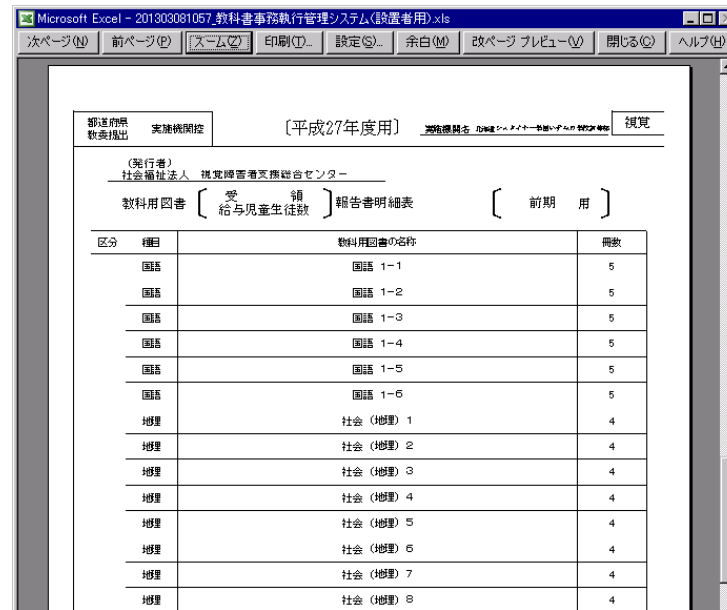 Microsoft Excel - 201303081057_教科書事務執行管理システム(設置者用).xls
次ページ(N) 前ページ(P) ズーム(Z) 印刷(T)... 設定(S)... 余白(M) 改ページ プレビュー(V) 閉じる(C) ヘルプ(H)
都道府県
教委提出 実施機関控 〔平成27年度用〕 実施機関名 視覚
(発行者)
社会福祉法人 視覚障害者支援総合センター
教科用図書 〔 受 領
給与児童生徒数 〕 報告書明細表 〔 前期 用 〕
区分 種目 教科用図書の名称 冊数
国語 国語 1-1 5
国語 国語 1-2 5
国語 国語 1-3 5
国語 国語 1-4 5
国語 国語 1-5 5
国語 国語 1-6 5
地理 社会 (地理) 1 4
地理 社会 (地理) 2 4
地理 社会 (地理) 3 4
地理 社会 (地理) 4 4
地理 社会 (地理) 5 4
地理 社会 (地理) 6 4
地理 社会 (地理) 7 4
地理 社会 (地理) 8 4